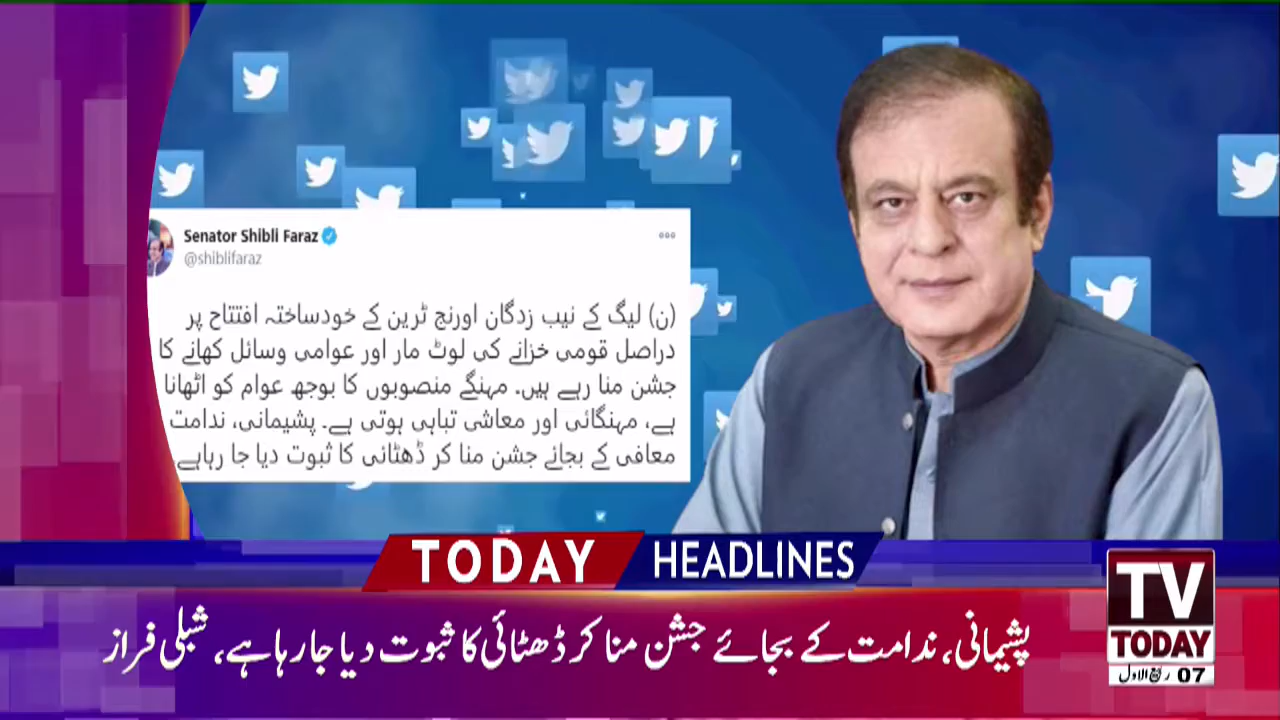 Senator Shibli Faraz
@shiblifaraz
(ن) لیگ کے نیب زدگان اورنج ٹرین کے خودساختہ افتتاح پر
دراصل قومی خزانے کی لوٹ مار اور عوامی وسائل کھانے کا
جشن منا رہے ہیں۔ مہنگے منصوبوں کا بوجھ عوام کو اٹھانا
ہے، مہنگائی اور معاشی تباہی ہوتی ہے۔ پشیمانی، ندامت
معافی کے بجائے جشن منا کر ڈھٹائی کا ثبوت دیا جا رہاہے
TODAY HEADLINES
پشیمانی، ندامت کے بجائے جشن منا کر ڈھٹائی کا ثبوت دیا جارہا ہے، شبلی فراز
TV
TODAY
07 ربیع الاول